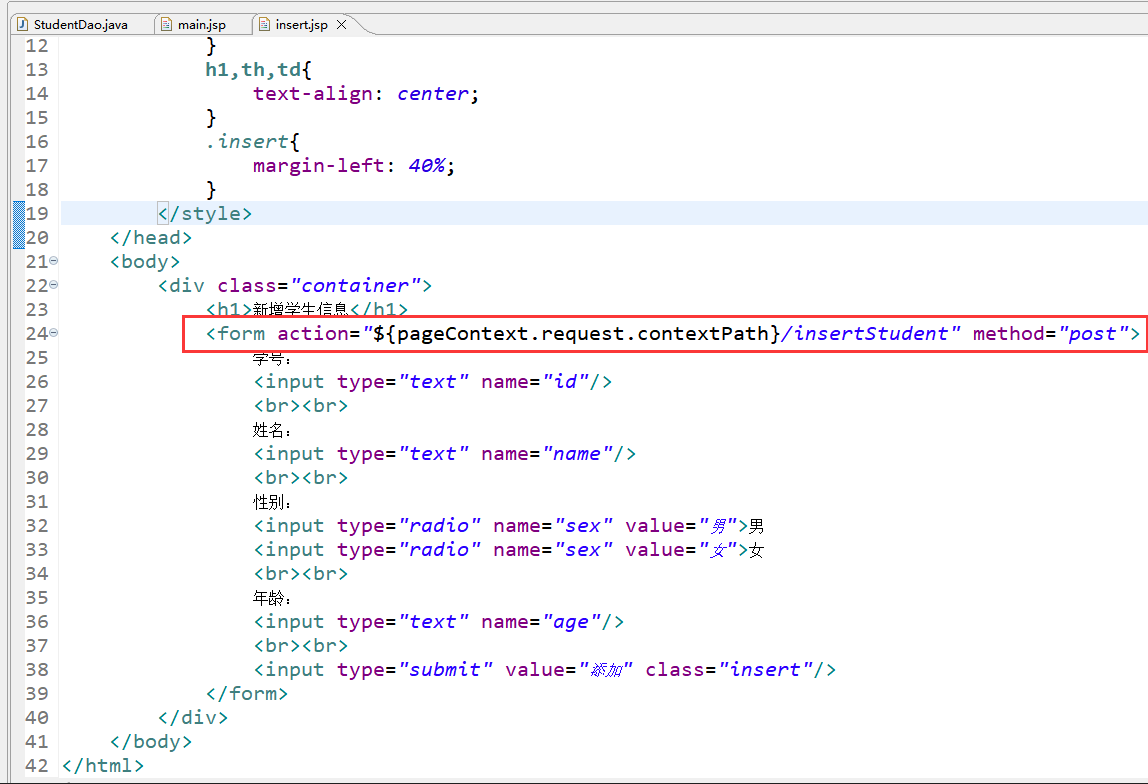 StudentDao.java main.jsp insert.jsp
12 }
13 h1,th,td{
14 text-align: center;
15 }
16 .insert{
17 margin-left: 40%;
18 }
19 </style>
20 </head>
21 <body>
22 <div class="container">
23 <h1>新增学生信息</h1>
24 <form action="${pageContext.request.contextPath}/insertStudent" method="post">
25 学号:
26 <input type="text" name="id"/>
27 <br><br>
28 姓名:
29 <input type="text" name="name"/>
30 <br><br>
31 性别:
32 <input type="radio" name="sex" value="男">男
33 <input type="radio" name="sex" value="女">女
34 <br><br>
35 年龄:
36 <input type="text" name="age"/>
37 <br><br>
38 <input type="submit" value="添加" class="insert"/>
39 </form>
40 </div>
41 </body>
42 </html>